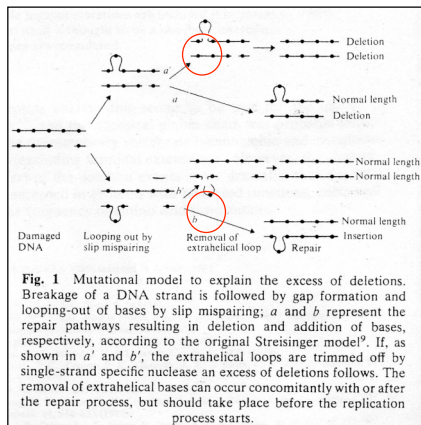 Deletion
Deletion
a'
a
Normal length
Deletion
Normal length
Normal length
b'
b
Normal length
Insertion
Damaged DNA
Looping out by slip mispairing
Removal of extrahelical loop
Repair
Fig. 1 Mutational model to explain the excess of deletions.
Breakage of a DNA strand is followed by gap formation and
looping-out of bases by slip mispairing; a and b represent the
repair pathways resulting in deletion and addition of bases,
respectively, according to the original Streisinger model⁹. If, as
shown in a' and b', the extrahelical loops are trimmed off by
single-strand specific nuclease an excess of deletions follows. The
removal of extrahelical bases can occur concomitantly with or after
the repair process, but should take place before the replication
process starts.